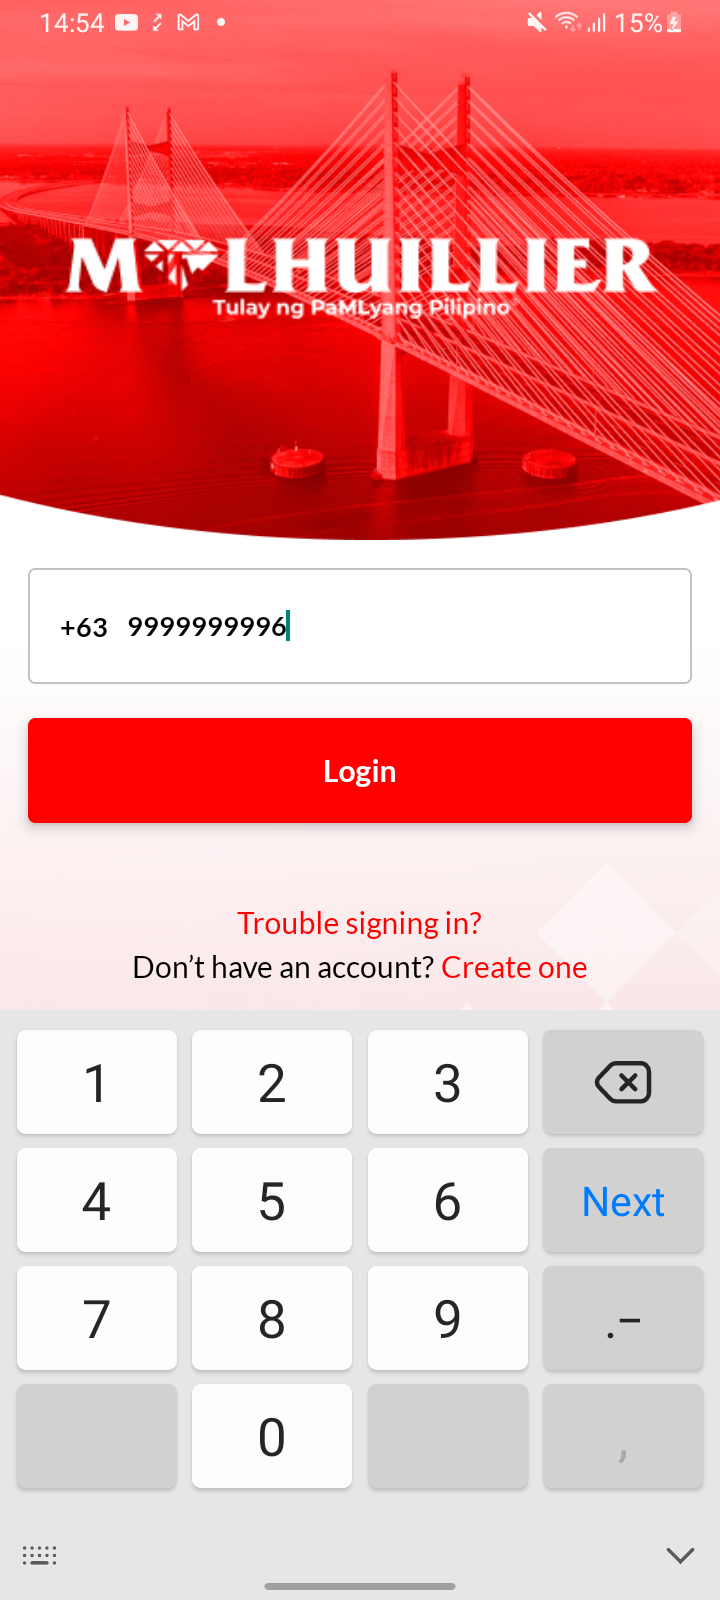 14:54 15%
M LHUILLIER
Tulay ng PaMLyang Pilipino
+63 9999999996
Login
Trouble signing in?
Don't have an account? Create one
1 2 3
4 5 6 Next
7 8 9 .-
0 ,